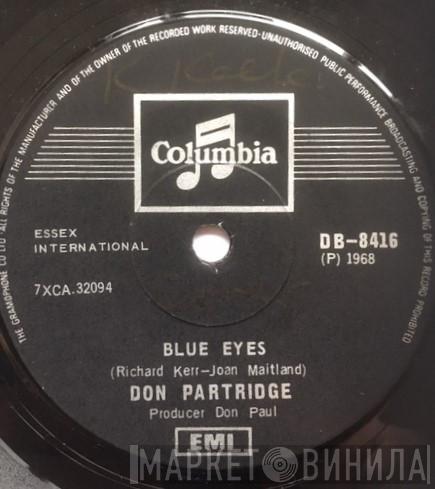 THE GRAMOPHONE CO LTD · ALL RIGHTS OF THE MANUFACTURER AND OF THE OWNER OF THE RECORDED WORK RESERVED-UNAUTHORISED PUBLIC PERFORMANCE BROADCASTING AND COPYING OF THIS RECORD PROHIBITED
Columbia
ESSEX
INTERNATIONAL
DB-8416
(P) 1968
7XCA.32094
BLUE EYES
(Richard Kerr-Joan Maitland)
DON PARTRIDGE
Producer Don Paul
EMI
МАРКЕТ ВИНИЛА